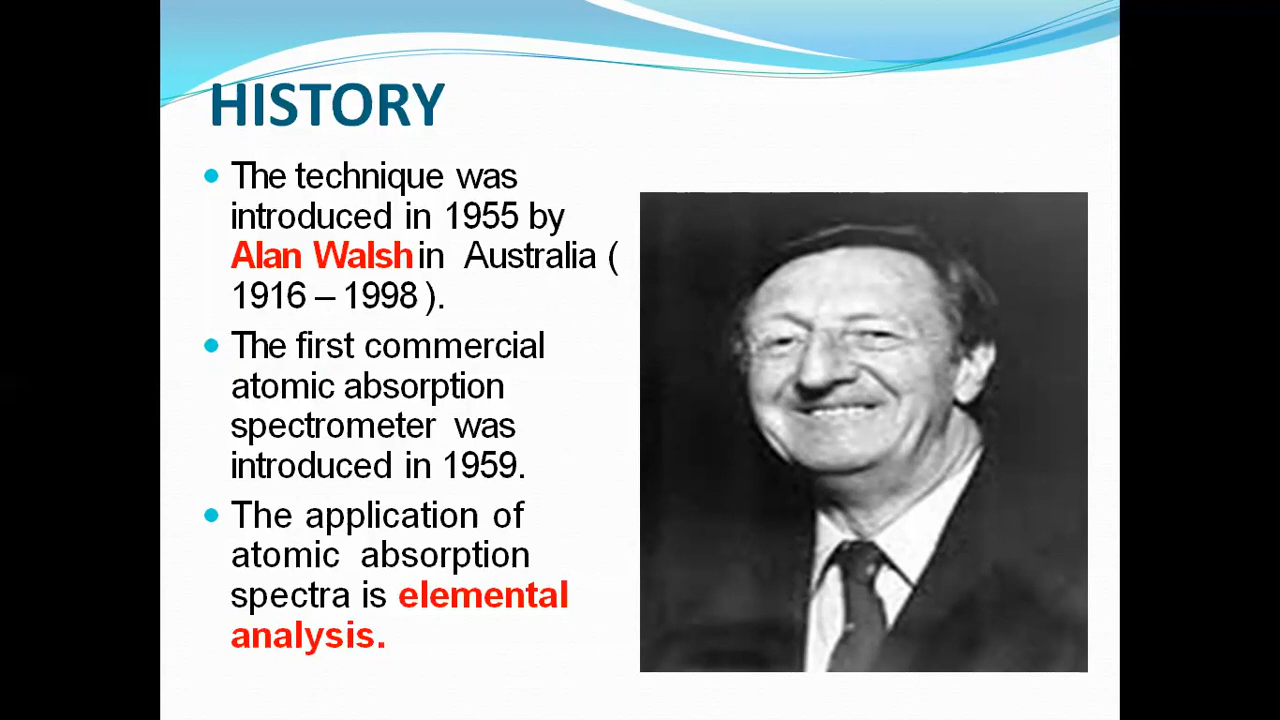 HISTORY
• The technique was
introduced in 1955 by
Alan Walsh in Australia (
1916 – 1998 ).
• The first commercial
atomic absorption
spectrometer was
introduced in 1959.
• The application of
atomic absorption
spectra is elemental
analysis.